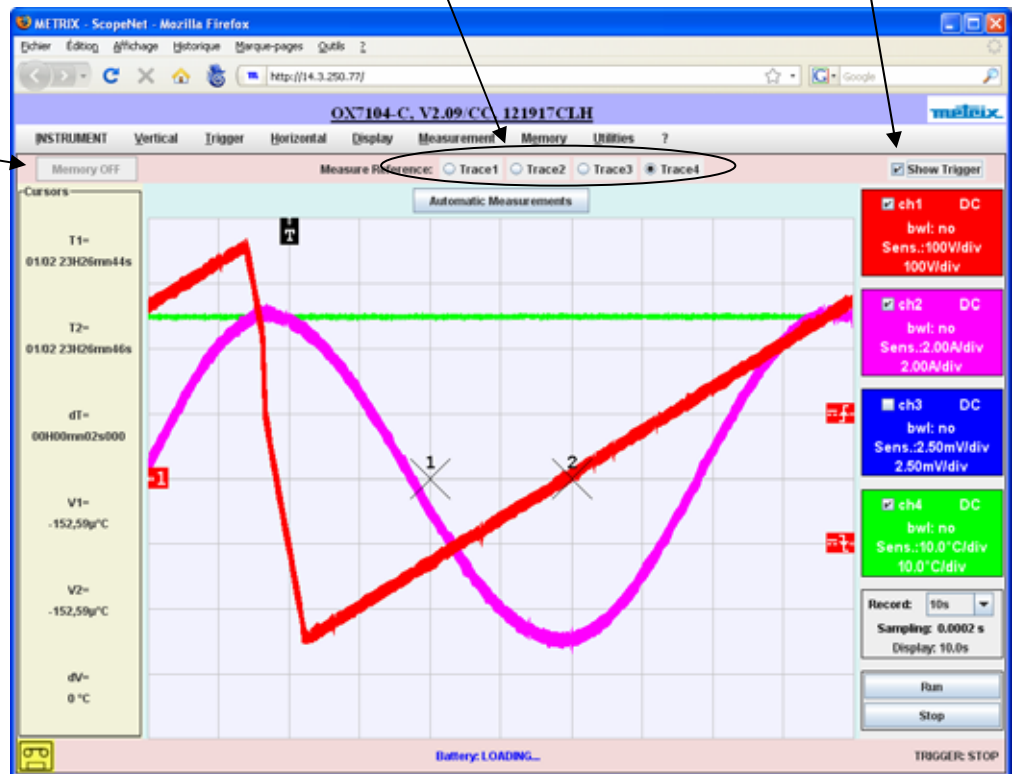 METRIX - ScopeNet - Mozilla Firefox
Fichier Édition Affichage Historique Marque-pages Outils ?
http://14.3.250.77/
Google
OX7104-C, V2.09/CC, 121917CLH
metrix
INSTRUMENT Vertical Trigger Horizontal Display Measurement Memory Utilities ?
Memory OFF
Measure Reference: Trace1 Trace2 Trace3 Trace4
Show Trigger
Cursors
Automatic Measurements
T1=
01/02 23H26mn44s
T2=
01/02 23H26mn46s
dT=
00H00mn02s000
V1=
-152,59µ°C
V2=
-152,59µ°C
dV=
0 °C
T
1
1
2
ch1 DC
bwl: no
Sens.:100V/div
100V/div
ch2 DC
bwl: no
Sens.:2.00A/div
2.00A/div
ch3 DC
bwl: no
Sens.:2.50mV/div
2.50mV/div
ch4 DC
bwl: no
Sens.:10.0°C/div
10.0°C/div
Record: 10s
Sampling: 0.0002 s
Display: 10.0s
Run
Stop
Battery: LOADING...
TRIGGER: STOP